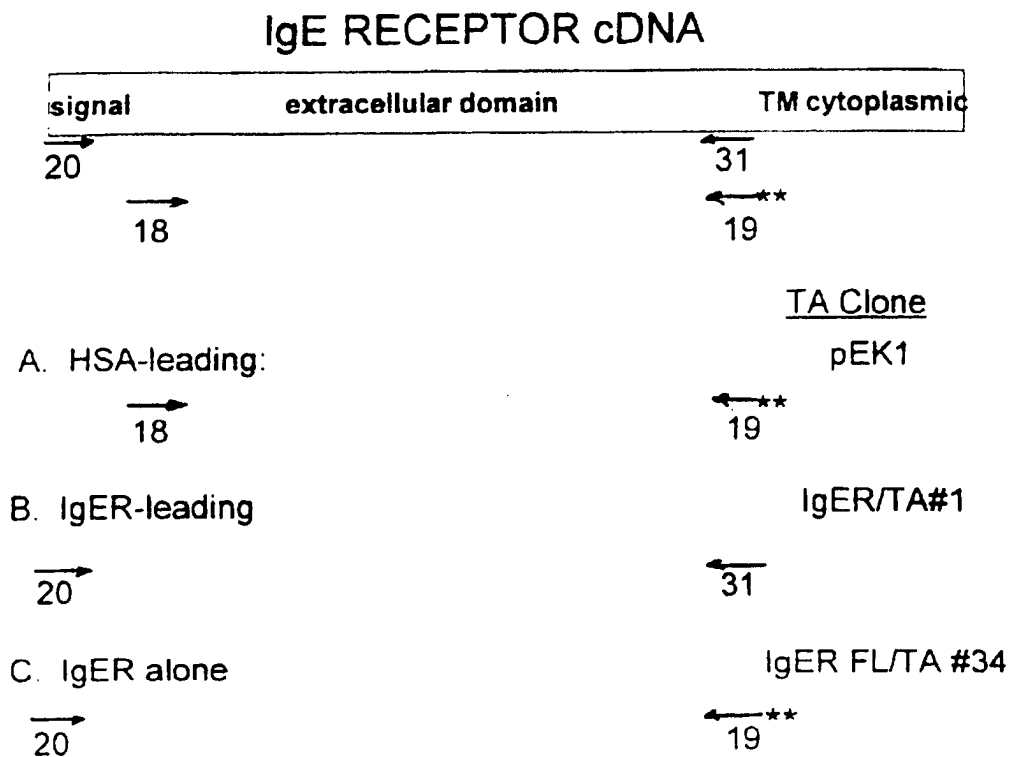 IgE RECEPTOR cDNA
signal extracellular domain TM cytoplasmic
20 31
18 19 **
TA Clone
A. HSA-leading: pEK1
18 19 **
B. IgER-leading IgER/TA#1
20 31
C. IgER alone IgER FL/TA #34
20 19 **